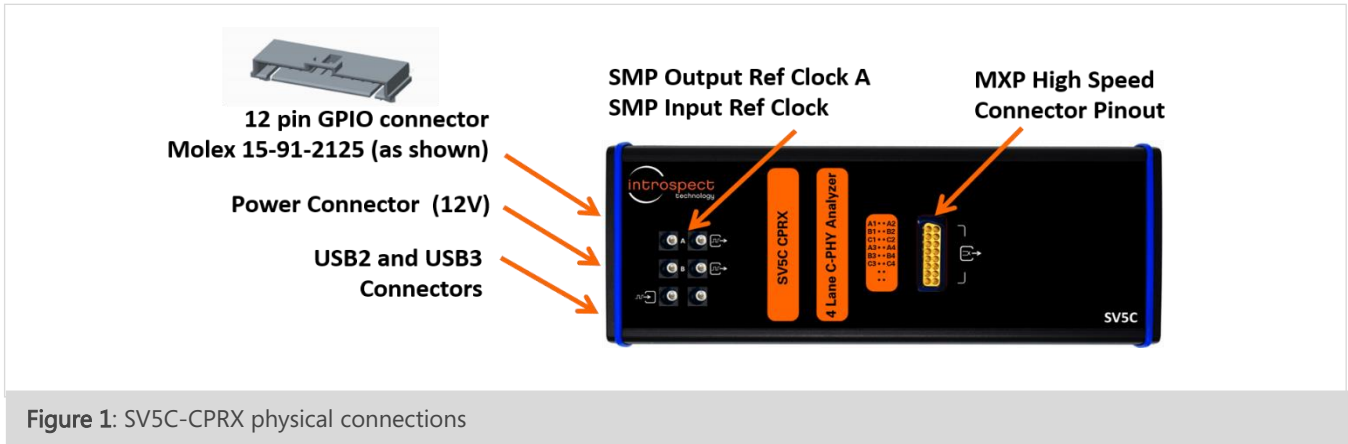 12 pin GPIO connector
Molex 15-91-2125 (as shown)
Power Connector (12V)
USB2 and USB3
Connectors
SMP Output Ref Clock A
SMP Input Ref Clock
MXP High Speed
Connector Pinout
introspect
technology
A
B
SV5C CPRX
4 Lane C-PHY Analyzer
A1••A2
B1••B2
C1••C2
A3••A4
B3••B4
C3••C4
SV5C
Figure 1: SV5C-CPRX physical connections